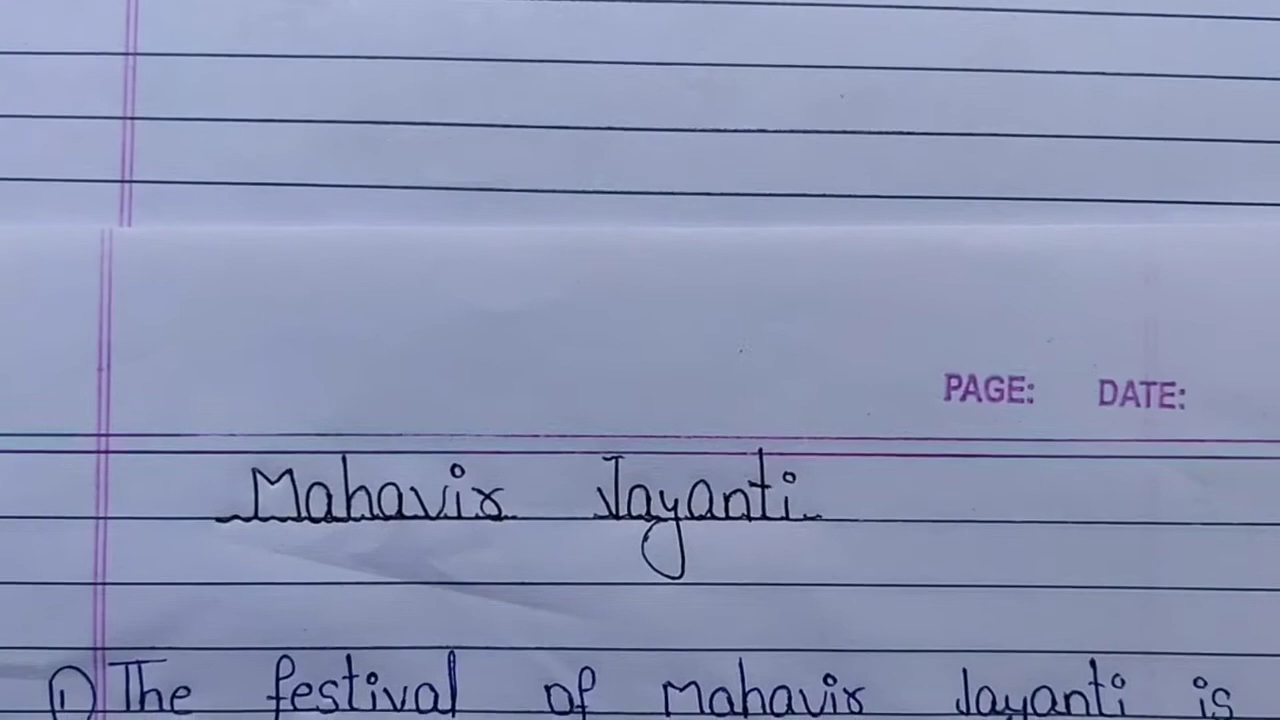 PAGE: DATE:
Mahavir Jayanti
① The festival of mahavir Jayanti is